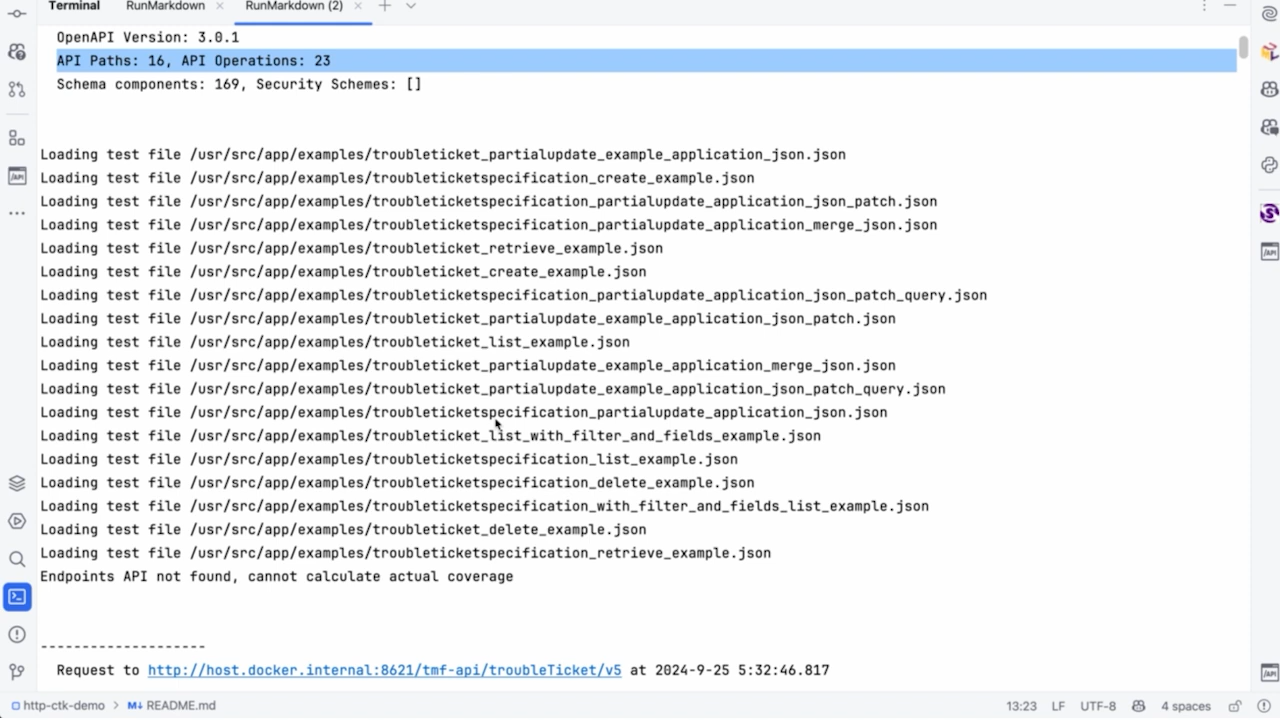 Terminal RunMarkdown RunMarkdown (2)
OpenAPI Version: 3.0.1
API Paths: 16, API Operations: 23
Schema components: 169, Security Schemes: []
Loading test file /usr/src/app/examples/troubleticket_partialupdate_example_application_json.json
Loading test file /usr/src/app/examples/troubleticketspecification_create_example.json
Loading test file /usr/src/app/examples/troubleticketspecification_partialupdate_application_json_patch.json
Loading test file /usr/src/app/examples/troubleticketspecification_partialupdate_application_merge_json.json
Loading test file /usr/src/app/examples/troubleticket_retrieve_example.json
Loading test file /usr/src/app/examples/troubleticket_create_example.json
Loading test file /usr/src/app/examples/troubleticketspecification_partialupdate_application_json_patch_query.json
Loading test file /usr/src/app/examples/troubleticket_partialupdate_example_application_json_patch.json
Loading test file /usr/src/app/examples/troubleticket_list_example.json
Loading test file /usr/src/app/examples/troubleticket_partialupdate_example_application_merge_json.json
Loading test file /usr/src/app/examples/troubleticket_partialupdate_example_application_json_patch_query.json
Loading test file /usr/src/app/examples/troubleticketspecification_partialupdate_application_json.json
Loading test file /usr/src/app/examples/troubleticket_list_with_filter_and_fields_example.json
Loading test file /usr/src/app/examples/troubleticketspecification_list_example.json
Loading test file /usr/src/app/examples/troubleticketspecification_delete_example.json
Loading test file /usr/src/app/examples/troubleticketspecification_with_filter_and_fields_list_example.json
Loading test file /usr/src/app/examples/troubleticket_delete_example.json
Loading test file /usr/src/app/examples/troubleticketspecification_retrieve_example.json
Endpoints API not found, cannot calculate actual coverage
--------------------
Request to http://host.docker.internal:8621/tmf-api/troubleTicket/v5 at 2024-9-25 5:32:46.817
http-ctk-demo > M↓ README.md 13:23 LF UTF-8 4 spaces